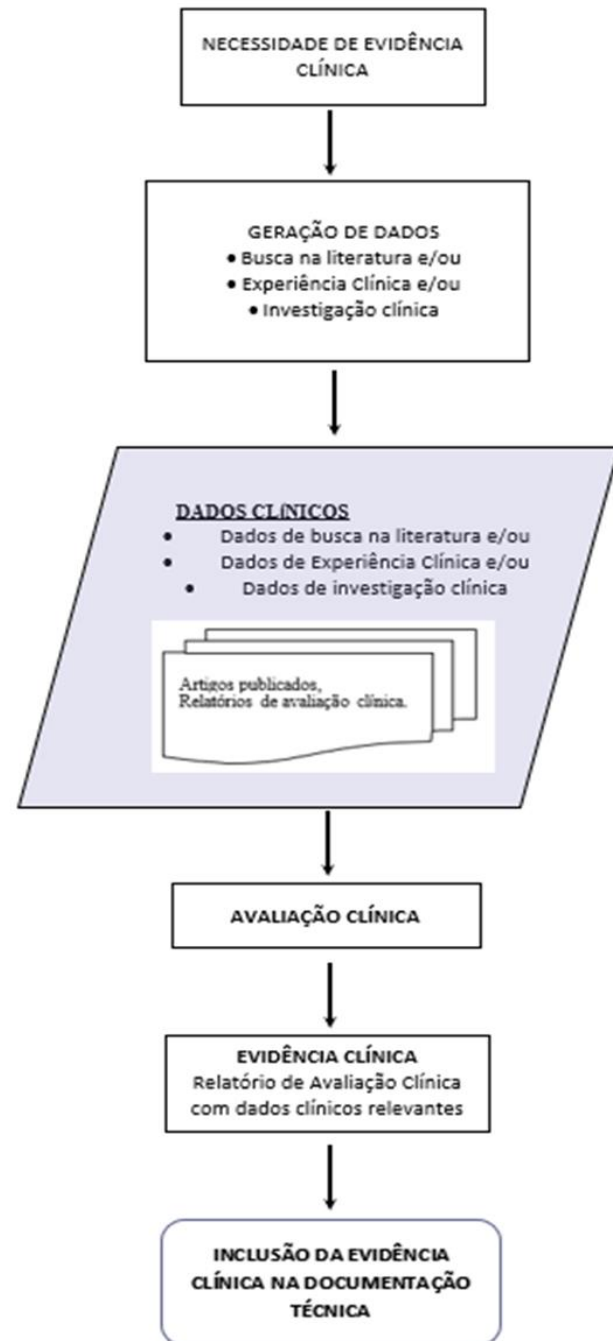 NECESSIDADE DE EVIDÊNCIA
CLÍNICA
GERAÇÃO DE DADOS
• Busca na literatura e/ou
• Experiência Clínica e/ou
• Investigação clínica
DADOS CLÍNICOS
• Dados de busca na literatura e/ou
• Dados de Experiência Clínica e/ou
• Dados de investigação clínica
Artigos publicados,
Relatórios de avaliação clínica.
AVALIAÇÃO CLÍNICA
EVIDÊNCIA CLÍNICA
Relatório de Avaliação Clínica
com dados clínicos relevantes
INCLUSÃO DA EVIDÊNCIA
CLÍNICA NA DOCUMENTAÇÃO
TÉCNICA